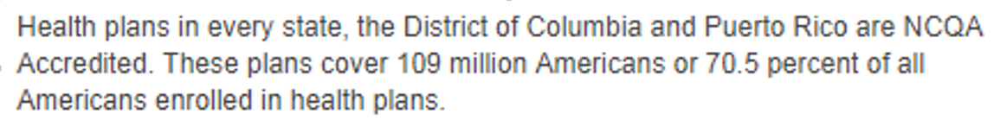 Health plans in every state, the District of Columbia and Puerto Rico are NCQA
Accredited. These plans cover 109 million Americans or 70.5 percent of all
Americans enrolled in health plans.